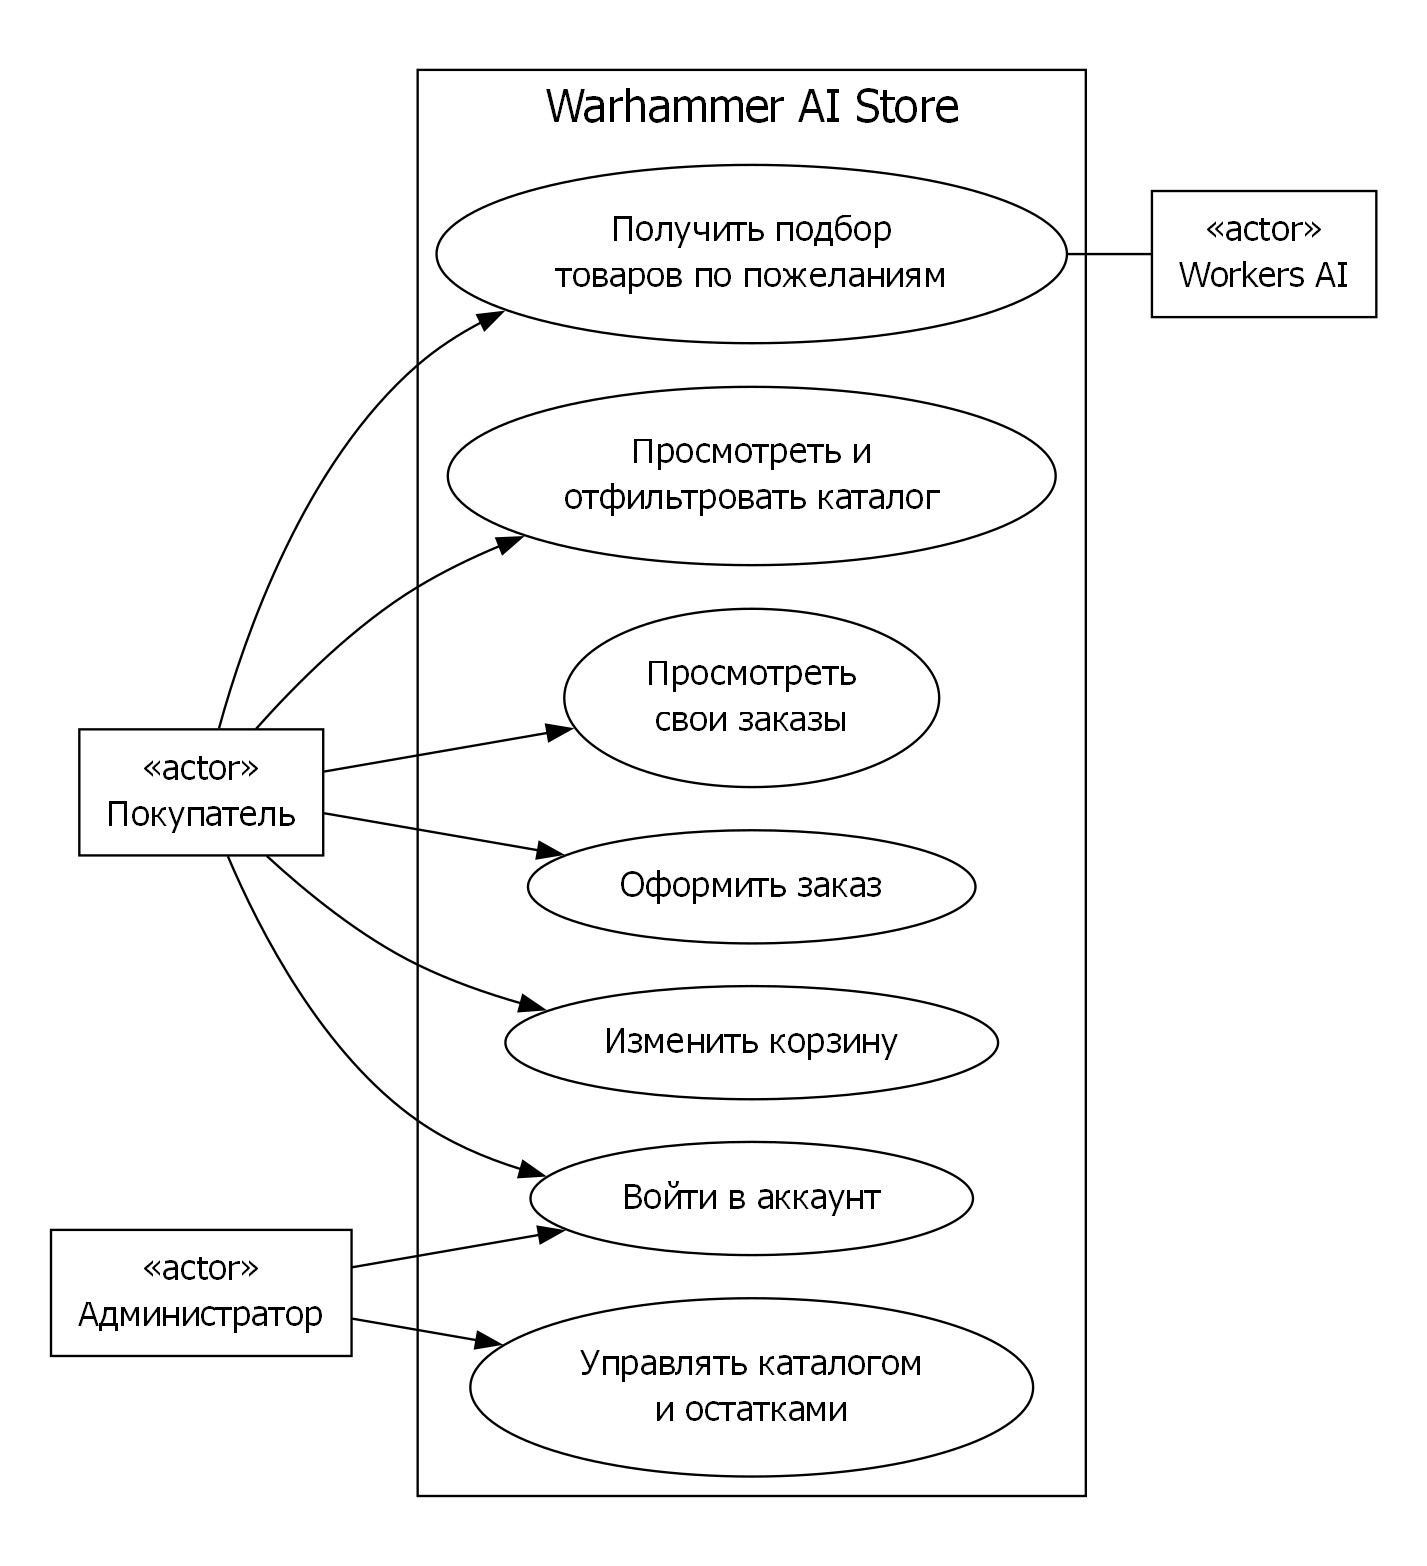 Warhammer AI Store
Получить подбор
товаров по пожеланиям
«actor»
Workers AI
Просмотреть и
отфильтровать каталог
Просмотреть
свои заказы
«actor»
Покупатель
Оформить заказ
Изменить корзину
Войти в аккаунт
«actor»
Администратор
Управлять каталогом
и остатками